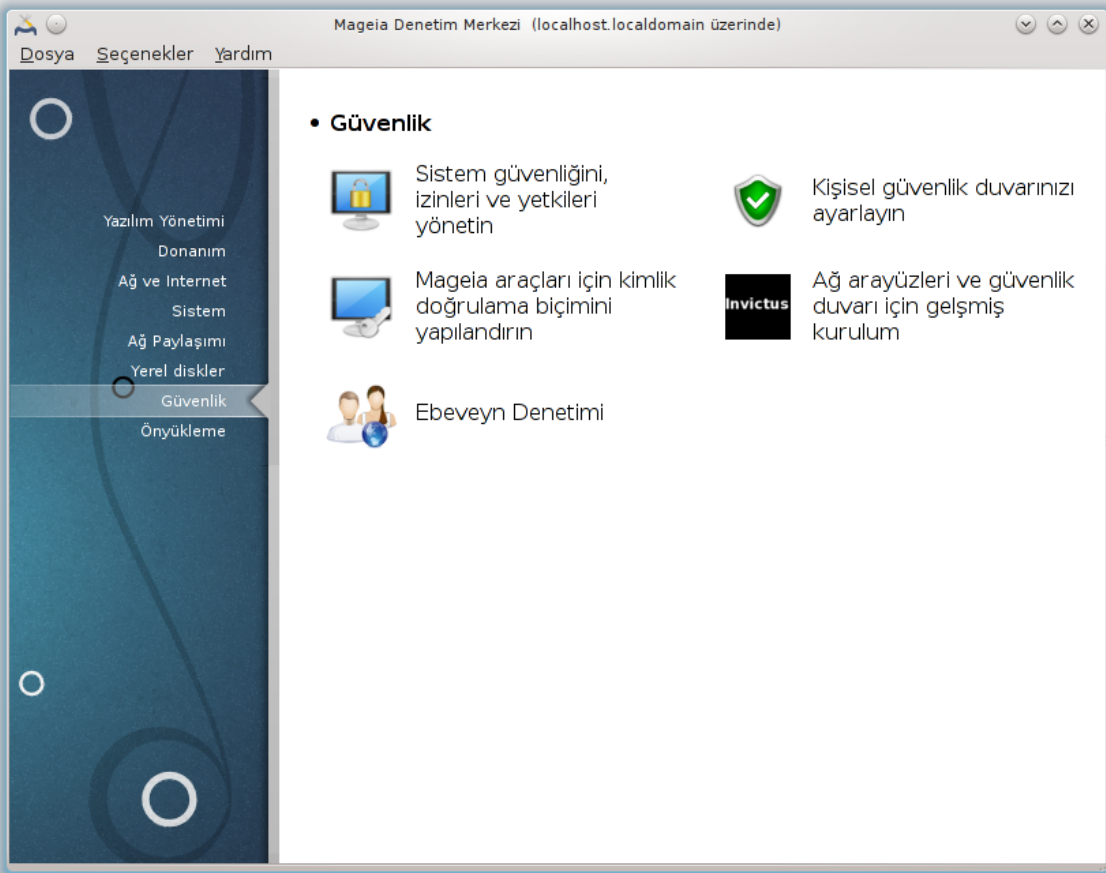 Mageia Denetim Merkezi (localhost.localdomain üzerinde)
Dosya Seçenekler Yardım
Yazılım Yönetimi
Donanım
Ağ ve Internet
Sistem
Ağ Paylaşımı
Yerel diskler
Güvenlik
Önyükleme
• Güvenlik
Sistem güvenliğini,
izinleri ve yetkileri
yönetin
Kişisel güvenlik duvarınızı
ayarlayın
Mageia araçları için kimlik
doğrulama biçimini
yapılandırın
Invictus
Ağ arayüzleri ve güvenlik
duvarı için gelşmiş
kurulum
Ebeveyn Denetimi